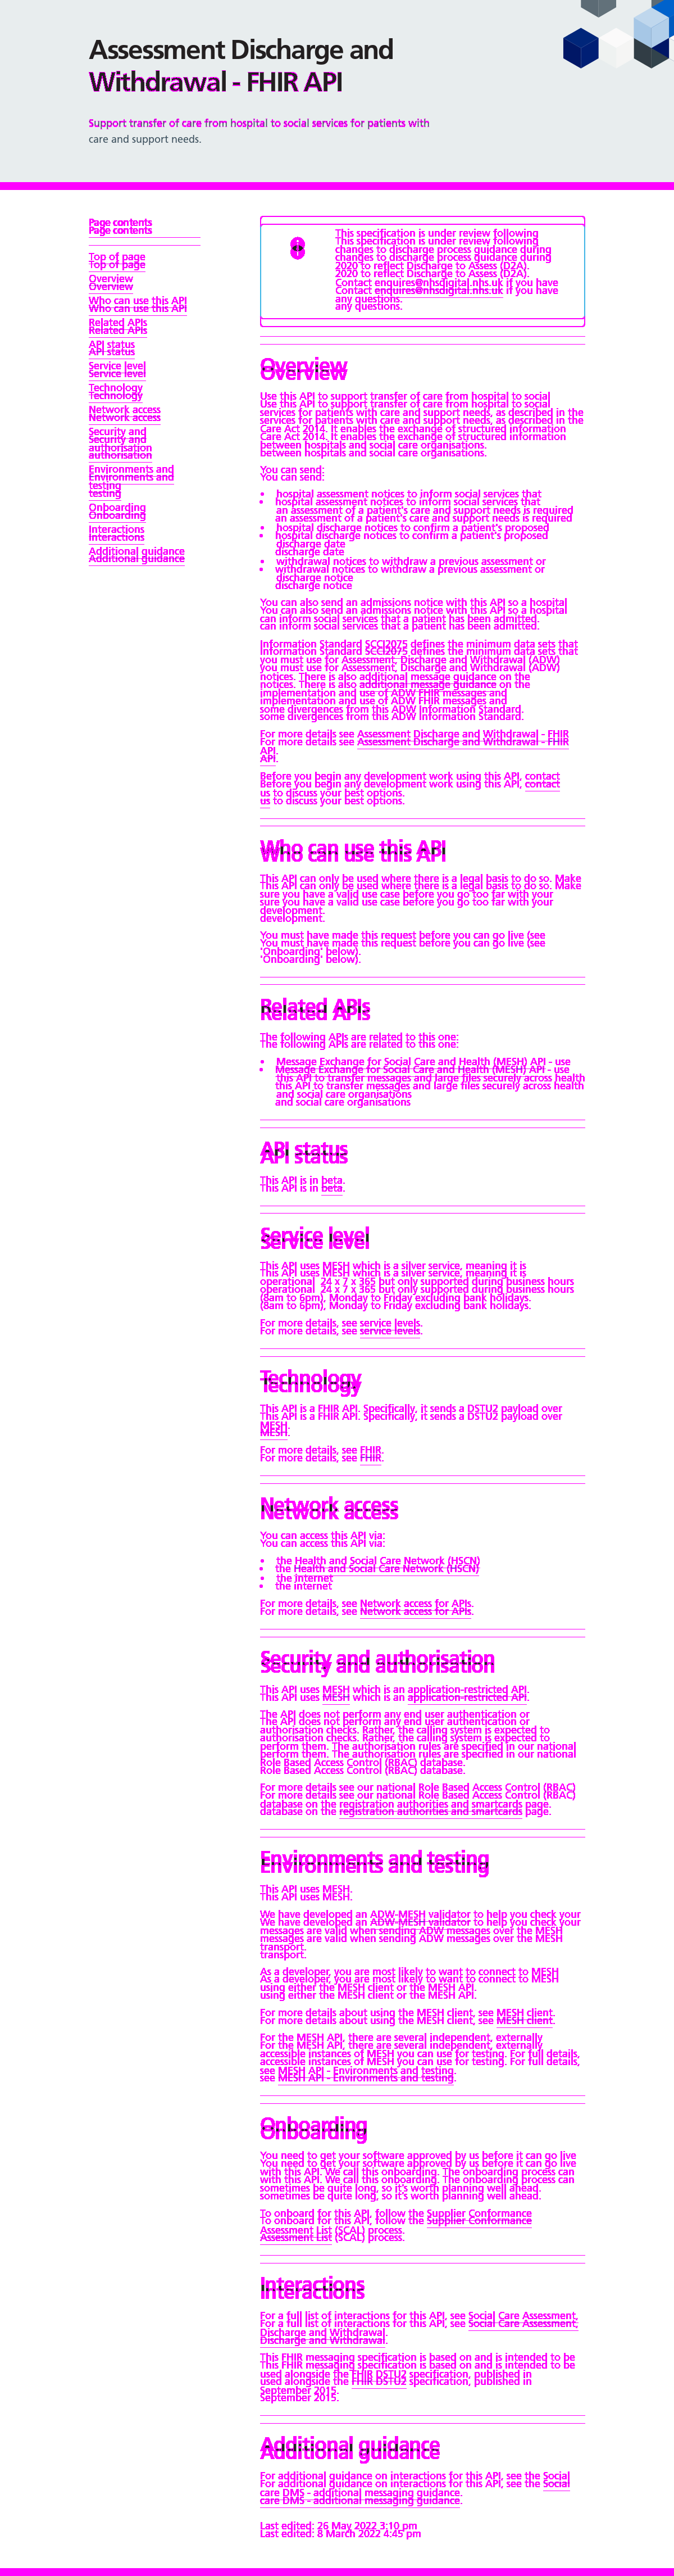 Assessment Discharge and
Withdrawal - FHIR API
Support transfer of care from hospital to social services for patients with
care and support needs.
Page contents
Top of page
Overview
Who can use this API
Related APIs
API status
Service level
Technology
Network access
Security and
authorisation
Environments and
testing
Onboarding
Interactions
Additional guidance
This specification is under review following
changes to discharge process guidance during
2020 to reflect Discharge to Assess (D2A).
Contact enquires@nhsdigital.nhs.uk if you have
any questions.
Overview
Use this API to support transfer of care from hospital to social
services for patients with care and support needs, as described in the
Care Act 2014. It enables the exchange of structured information
between hospitals and social care organisations.
You can send:
• hospital assessment notices to inform social services that
an assessment of a patient's care and support needs is required
• hospital discharge notices to confirm a patient's proposed
discharge date
• withdrawal notices to withdraw a previous assessment or
discharge notice
You can also send an admissions notice with this API so a hospital
can inform social services that a patient has been admitted.
Information Standard SCCI2075 defines the minimum data sets that
you must use for Assessment, Discharge and Withdrawal (ADW)
notices. There is also additional message guidance on the
implementation and use of ADW FHIR messages and
some divergences from this ADW Information Standard.
For more details see Assessment Discharge and Withdrawal - FHIR
API.
Before you begin any development work using this API, contact
us to discuss your best options.
Who can use this API
This API can only be used where there is a legal basis to do so. Make
sure you have a valid use case before you go too far with your
development.
You must have made this request before you can go live (see
'Onboarding' below).
Related APIs
The following APIs are related to this one:
• Message Exchange for Social Care and Health (MESH) API - use
this API to transfer messages and large files securely across health
and social care organisations
API status
This API is in beta.
Service level
This API uses MESH which is a silver service, meaning it is
operational  24 x 7 x 365 but only supported during business hours
(8am to 6pm), Monday to Friday excluding bank holidays.
For more details, see service levels.
Technology
This API is a FHIR API. Specifically, it sends a DSTU2 payload over
MESH.
For more details, see FHIR.
Network access
You can access this API via:
• the Health and Social Care Network (HSCN)
• the internet
For more details, see Network access for APIs.
Security and authorisation
This API uses MESH which is an application-restricted API.
The API does not perform any end user authentication or
authorisation checks. Rather, the calling system is expected to
perform them. The authorisation rules are specified in our national
Role Based Access Control (RBAC) database.
For more details see our national Role Based Access Control (RBAC)
database on the registration authorities and smartcards page.
Environments and testing
This API uses MESH.
We have developed an ADW-MESH validator to help you check your
messages are valid when sending ADW messages over the MESH
transport.
As a developer, you are most likely to want to connect to MESH
using either the MESH client or the MESH API.
For more details about using the MESH client, see MESH client.
For the MESH API, there are several independent, externally
accessible instances of MESH you can use for testing. For full details,
see MESH API - Environments and testing.
Onboarding
You need to get your software approved by us before it can go live
with this API. We call this onboarding. The onboarding process can
sometimes be quite long, so it's worth planning well ahead.
To onboard for this API, follow the Supplier Conformance
Assessment List (SCAL) process.
Interactions
For a full list of interactions for this API, see Social Care Assessment,
Discharge and Withdrawal.
This FHIR messaging specification is based on and is intended to be
used alongside the FHIR DSTU2 specification, published in
September 2015.
Additional guidance
For additional guidance on interactions for this API, see the Social
care DMS - additional messaging guidance.
Last edited: 26 May 2022 3:10 pm
Last edited: 8 March 2022 4:45 pm